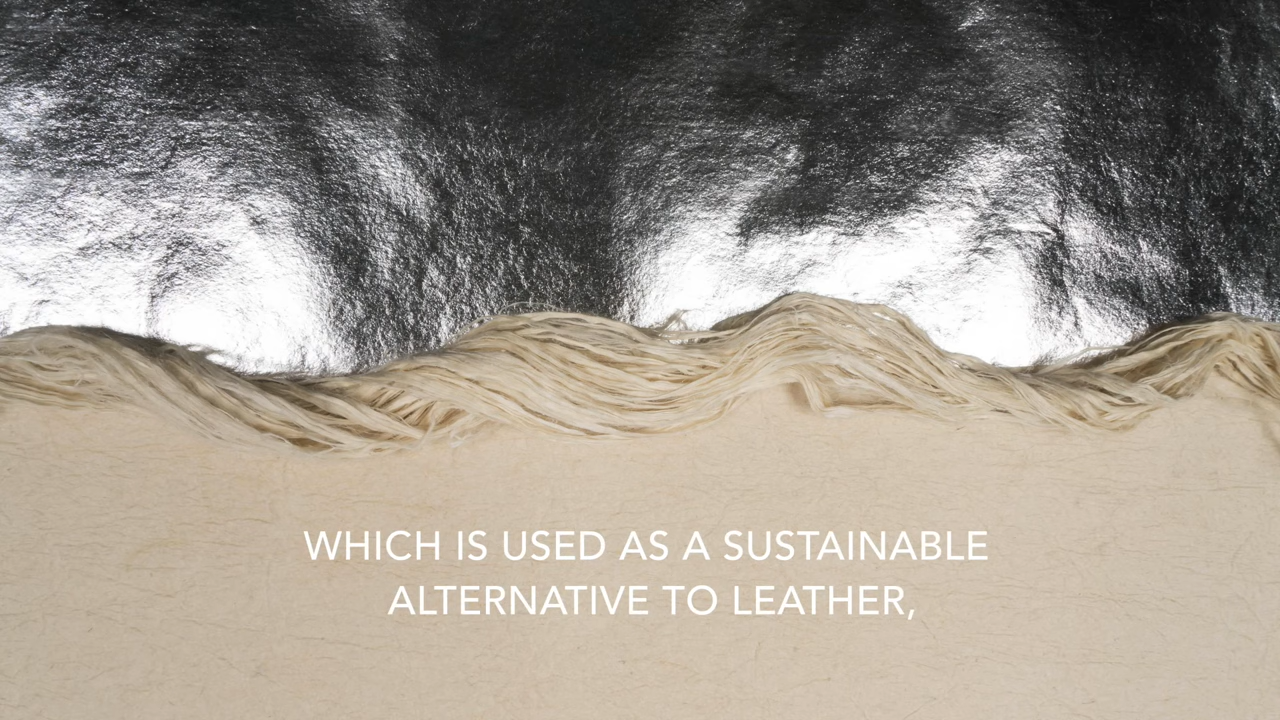 WHICH IS USED AS A SUSTAINABLE
ALTERNATIVE TO LEATHER,